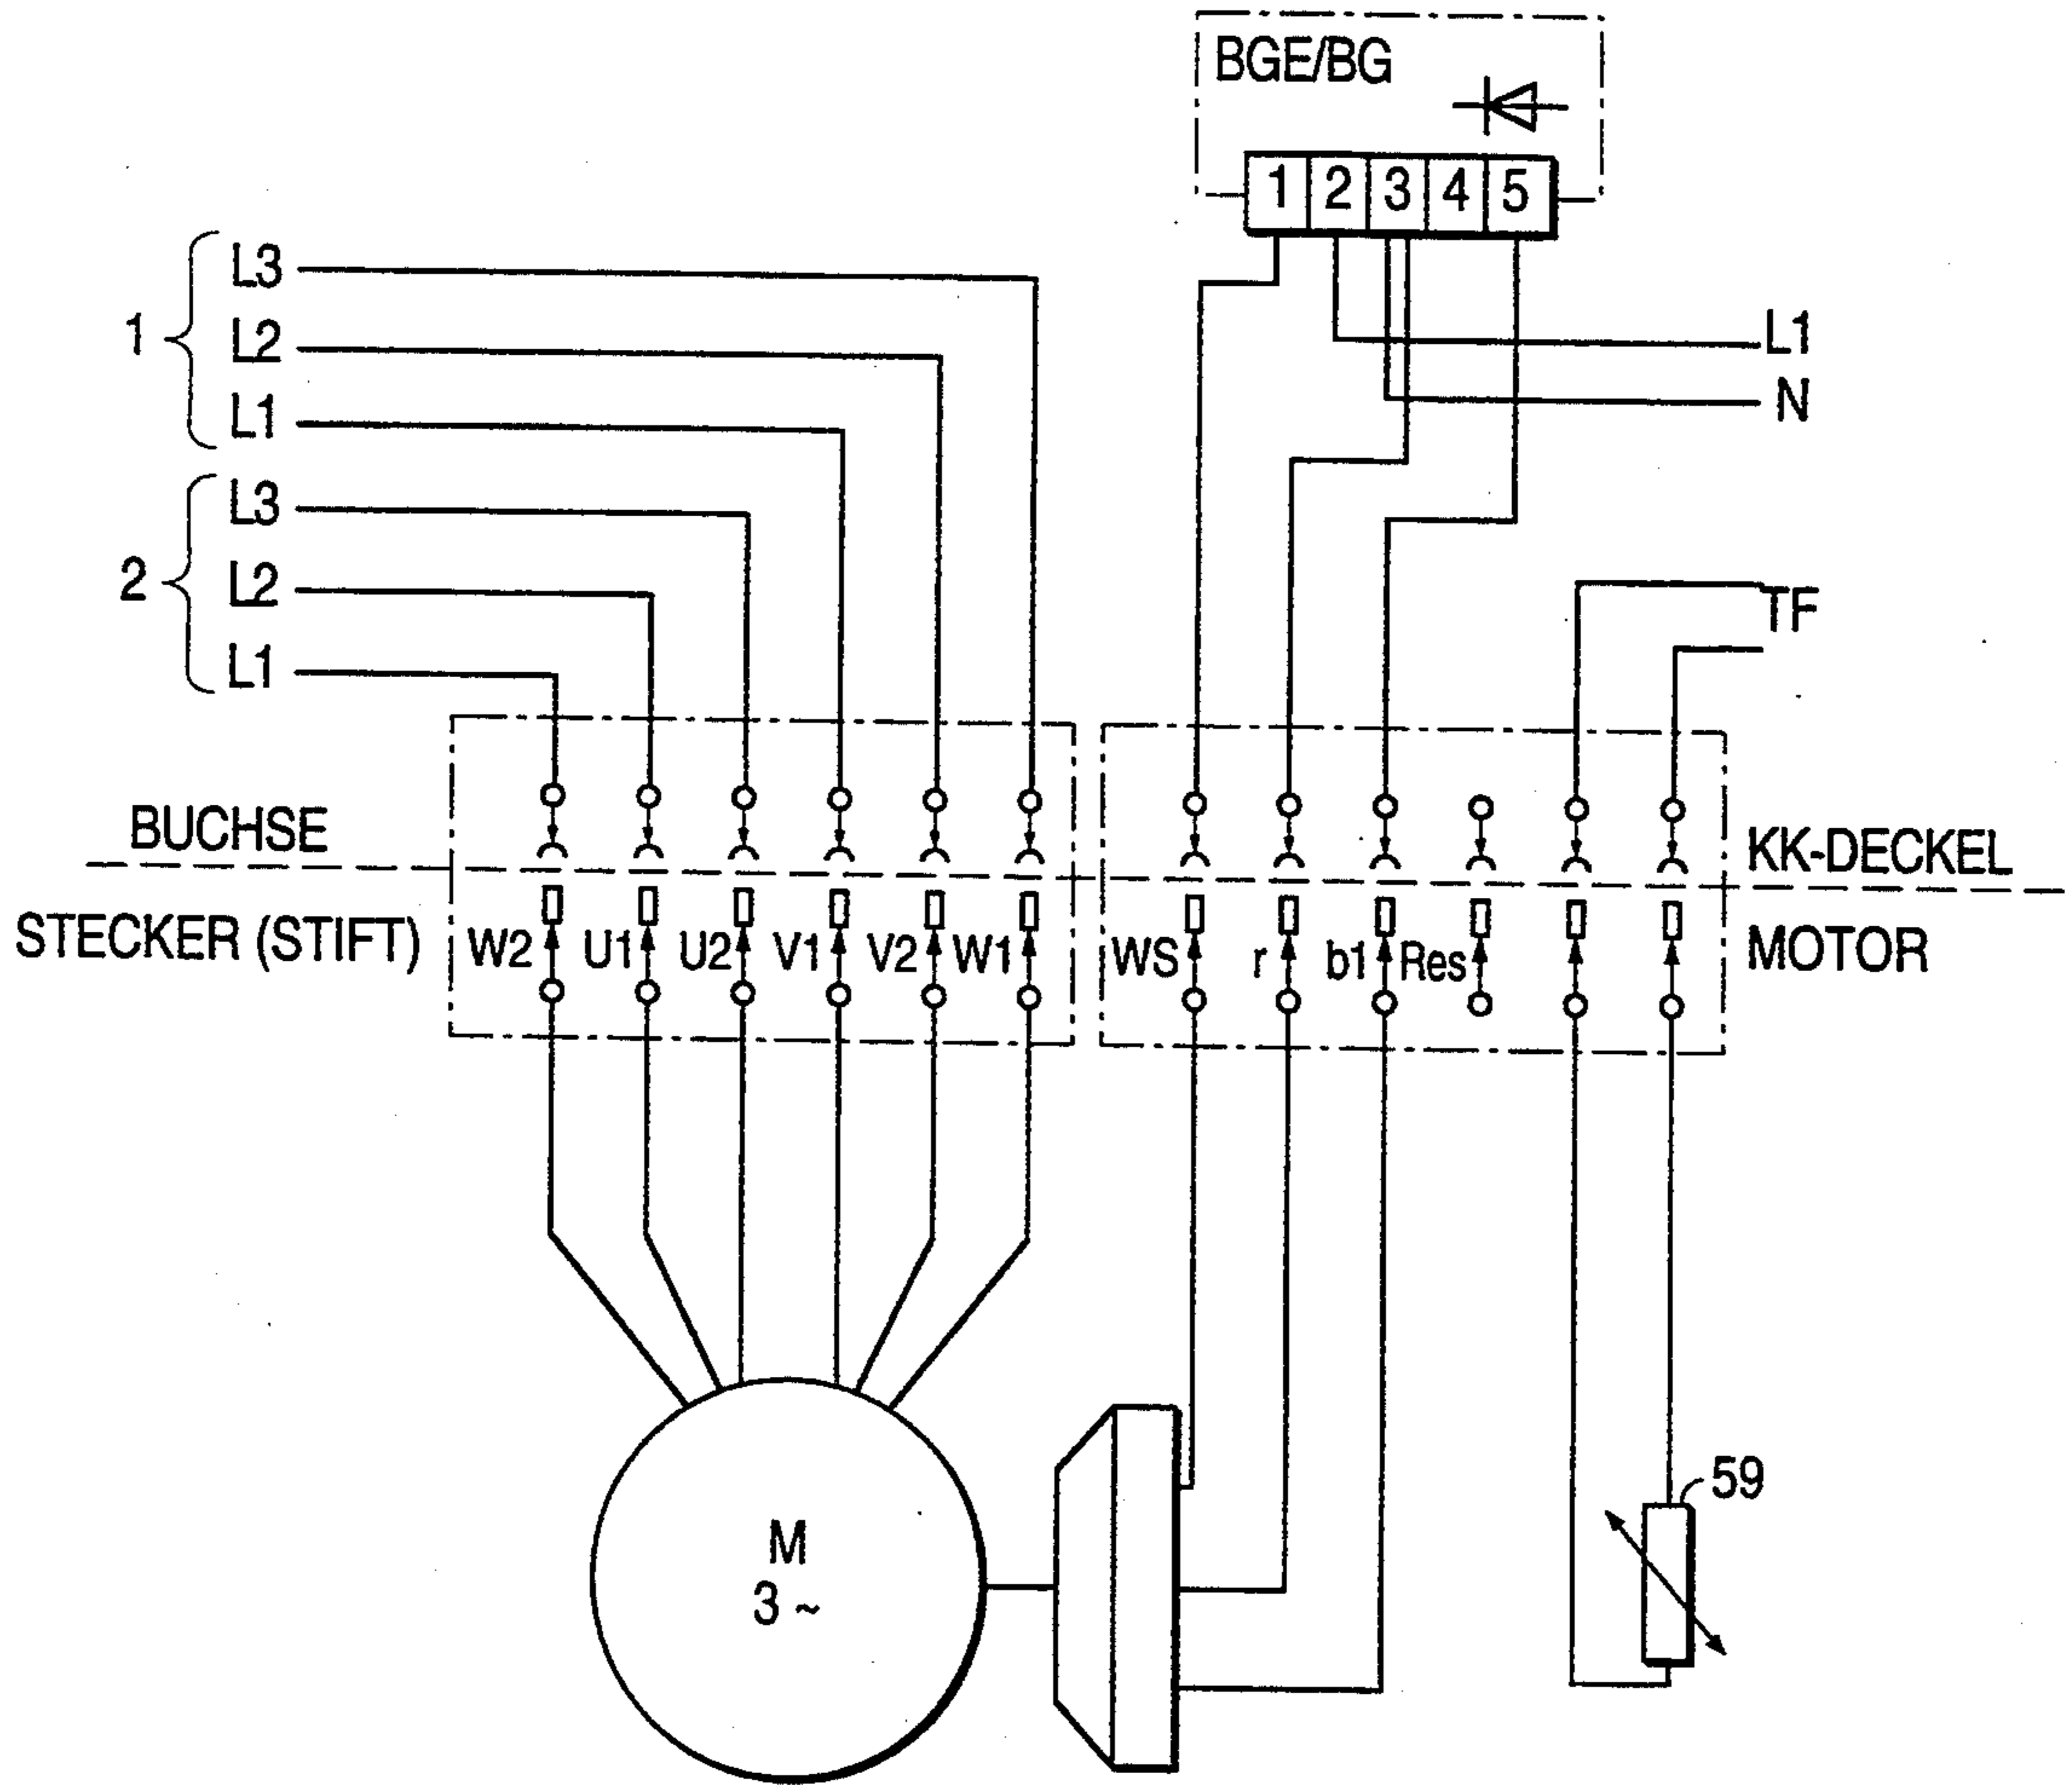 BGE/BG
1 2 3 4 5
L3
1
L2
L1
L1
N
L3
2
L2
L1
TF
BUCHSE
KK-DECKEL
STECKER (STIFT)
W2 U1 U2 V1 V2 W1
WS r b1 Res
MOTOR
59
M
3 ~